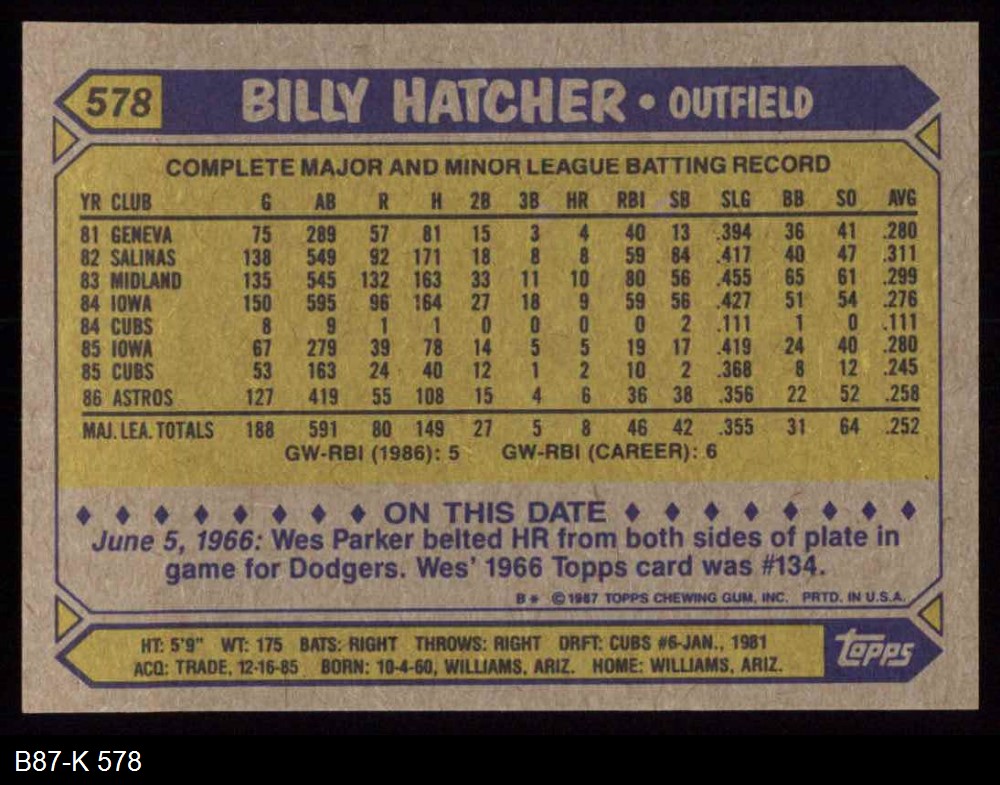 578 BILLY HATCHER • OUTFIELD
COMPLETE MAJOR AND MINOR LEAGUE BATTING RECORD
YR CLUB G AB R H 2B 3B HR RBI SB SLG BB SO AVG
81 GENEVA 75 289 57 81 15 3 4 40 13 .394 36 41 .280
82 SALINAS 138 549 92 171 18 8 8 59 84 .417 40 47 .311
83 MIDLAND 135 545 132 163 33 11 10 80 56 .455 65 61 .299
84 IOWA 150 595 96 164 27 18 9 59 56 .427 51 54 .276
84 CUBS 8 9 1 1 0 0 0 0 2 .111 1 0 .111
85 IOWA 67 279 39 78 14 5 5 19 17 .419 24 40 .280
85 CUBS 53 163 24 40 12 1 2 10 2 .368 8 12 .245
86 ASTROS 127 419 55 108 15 4 6 36 38 .356 22 52 .258
MAJ. LEA. TOTALS 188 591 80 149 27 5 8 46 42 .355 31 64 .252
GW-RBI (1986): 5 GW-RBI (CAREER): 6
♦ ♦ ♦ ♦ ♦ ♦ ♦ ♦ ON THIS DATE ♦ ♦ ♦ ♦ ♦ ♦ ♦ ♦
June 5, 1966: Wes Parker belted HR from both sides of plate in
game for Dodgers. Wes' 1966 Topps card was #134.
B* © 1987 TOPPS CHEWING GUM, INC. PRTD. IN U.S.A.
HT: 5'9" WT: 175 BATS: RIGHT THROWS: RIGHT DRFT: CUBS #6-JAN., 1981
ACQ: TRADE, 12-16-85 BORN: 10-4-60, WILLIAMS, ARIZ. HOME: WILLIAMS, ARIZ.
topps
B87-K 578